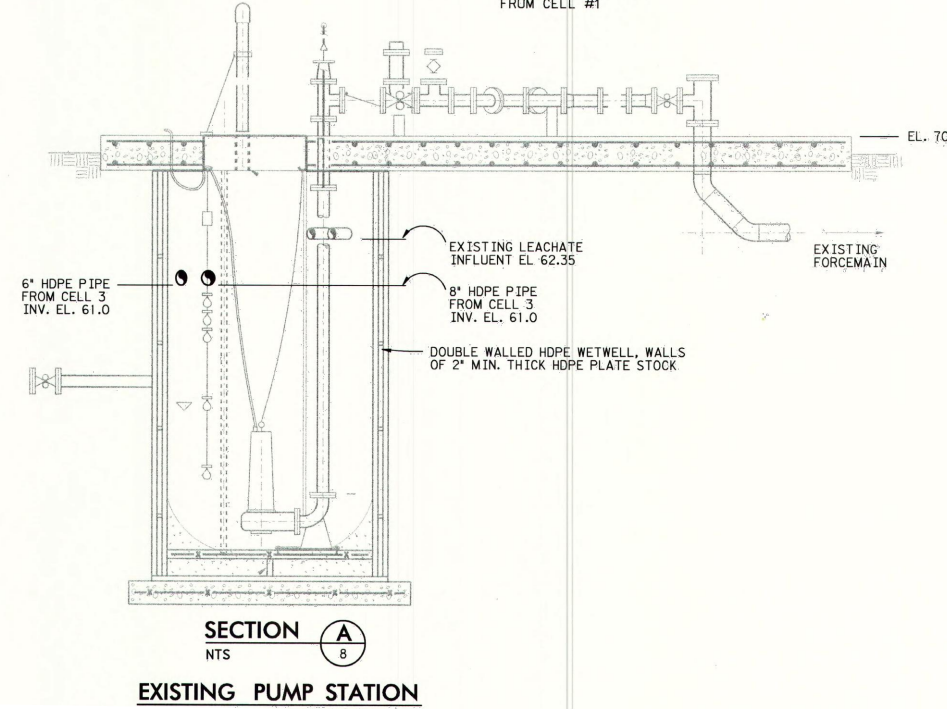 FROM CELL #1
EL. 70
EXISTING LEACHATE
INFLUENT EL 62.35
EXISTING
FORCEMAIN
6" HDPE PIPE
FROM CELL 3
INV. EL. 61.0
8" HDPE PIPE
FROM CELL 3
INV. EL. 61.0
DOUBLE WALLED HDPE WETWELL, WALLS
OF 2" MIN. THICK HDPE PLATE STOCK
SECTION A
NTS 8
EXISTING PUMP STATION